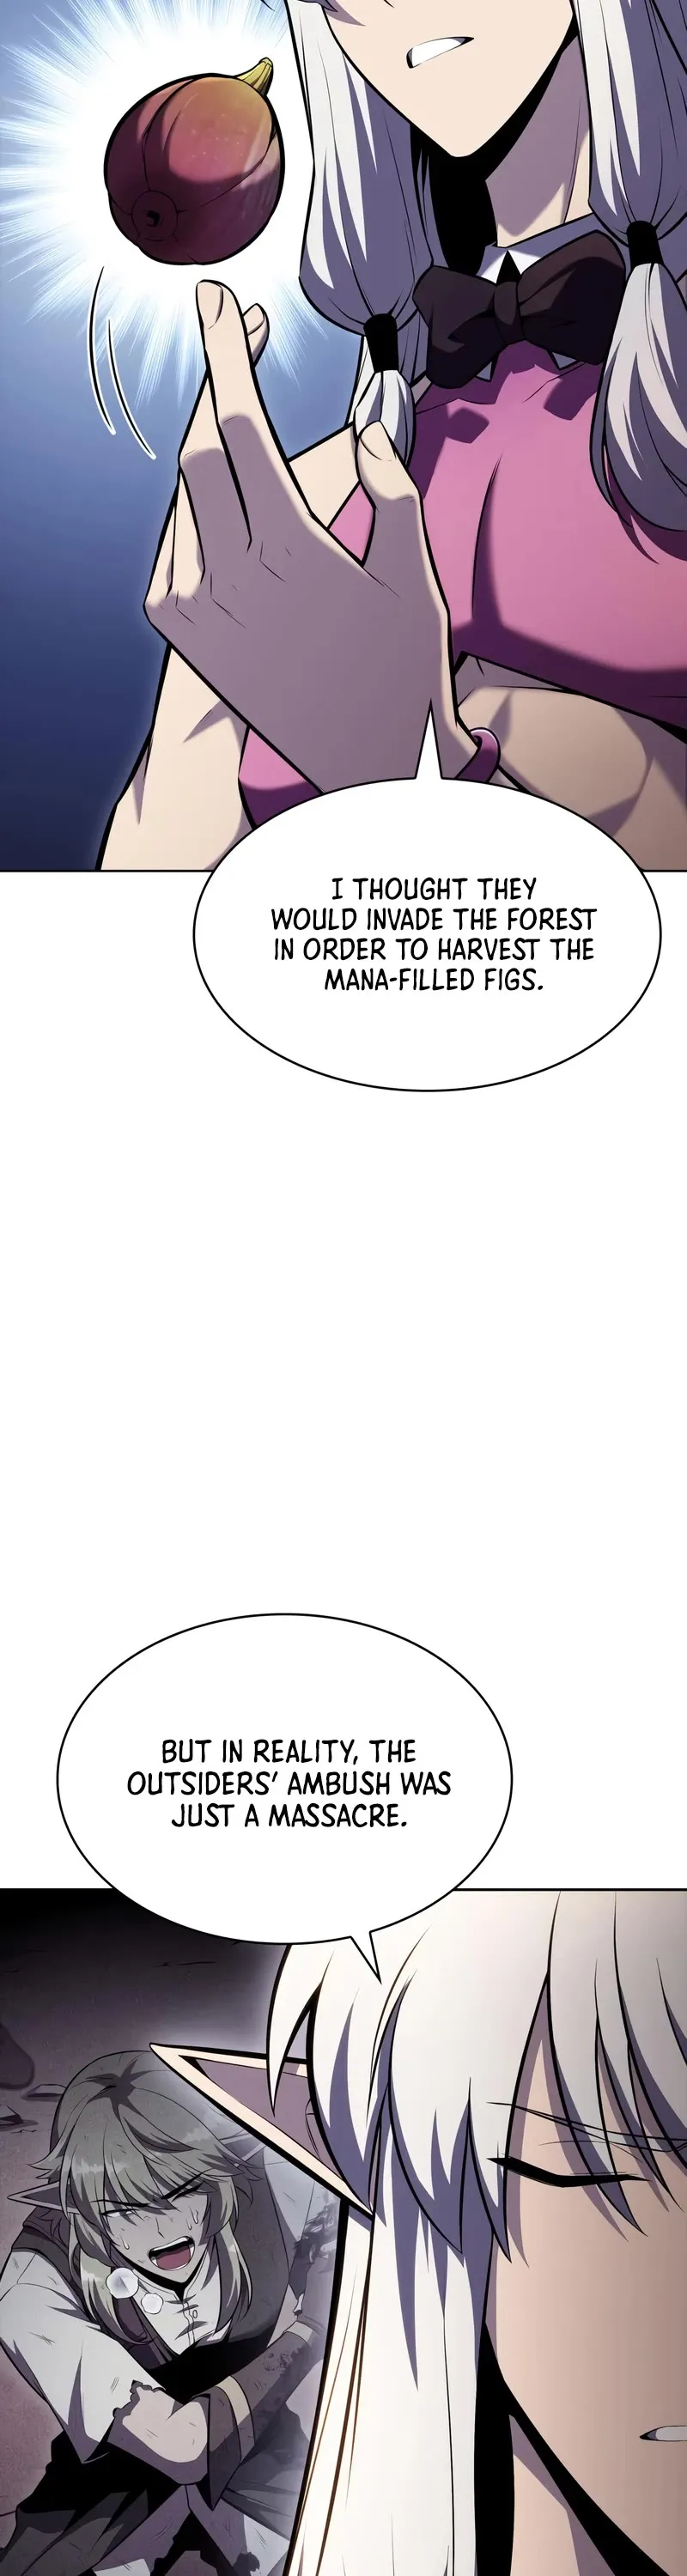 I THOUGHT THEY
WOULD INVADE THE FOREST
IN ORDER TO HARVEST THE
MANA-FILLED FIGS.
BUT IN REALITY, THE
OUTSIDERS' AMBUSH WAS
JUST A MASSACRE.